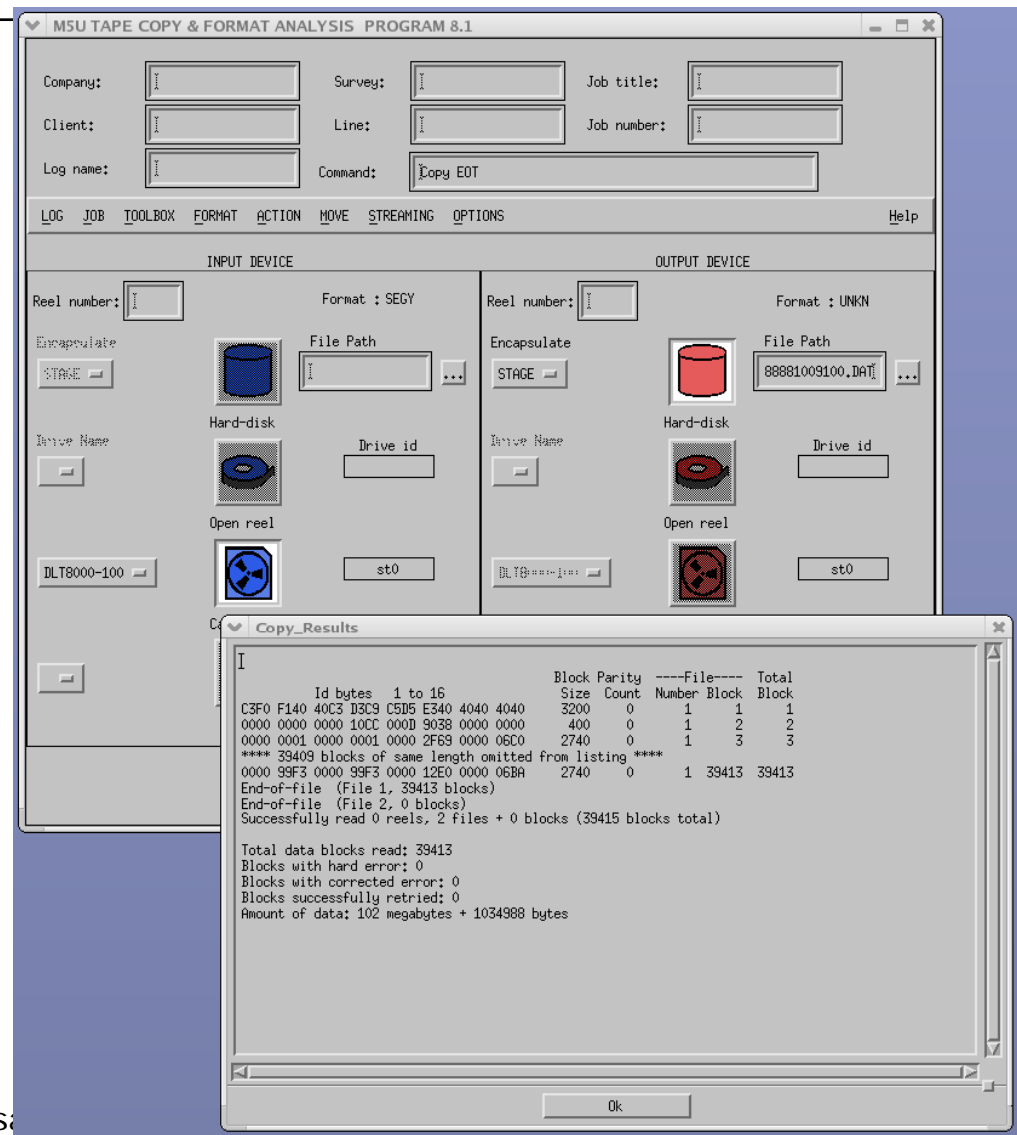 MSU TAPE COPY & FORMAT ANALYSIS PROGRAM 8.1
Company: Survey: Job title:
Client: Line: Job number:
Log name: Command: Copy EOT
LOG JOB TOOLBOX FORMAT ACTION MOVE STREAMING OPTIONS Help
INPUT DEVICE OUTPUT DEVICE
Reel number: Format : SEGY Reel number: Format : UNKN
Encapsulate File Path Encapsulate File Path
STAGE ... STAGE 88881009100.DAT ...
Hard-disk Hard-disk
Drive Name Drive id Drive Name Drive id
Open reel Open reel
DLT8000-100 st0 st0
Copy_Results
Block Parity ----File---- Total
Id bytes 1 to 16 Size Count Number Block Block
C3F0 F140 40C3 D3C9 C5D5 E340 4040 4040 3200 0 1 1 1
0000 0000 0000 10CC 000D 9038 0000 0000 400 0 1 2 2
0000 0001 0000 0001 0000 2F69 0000 06C0 2740 0 1 3 3
**** 39409 blocks of same length omitted from listing ****
0000 99F3 0000 99F3 0000 12E0 0000 06BA 2740 0 1 39413 39413
End-of-file (File 1, 39413 blocks)
End-of-file (File 2, 0 blocks)
Successfully read 0 reels, 2 files + 0 blocks (39415 blocks total)
Total data blocks read: 39413
Blocks with hard error: 0
Blocks with corrected error: 0
Blocks successfully retried: 0
Amount of data: 102 megabytes + 1034988 bytes
Ok